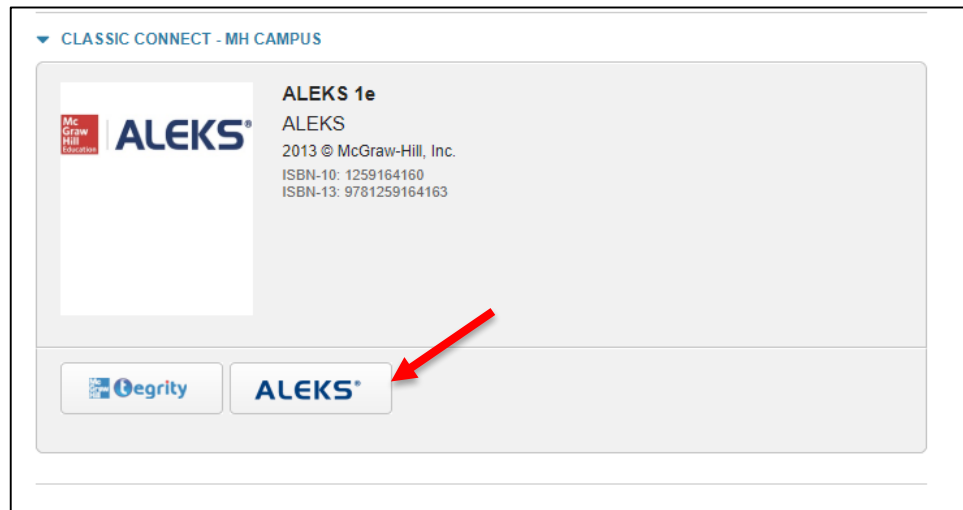 CLASSIC CONNECT - MH CAMPUS
Mc
Graw
Hill
Education
ALEKS®
ALEKS 1e
ALEKS
2013 © McGraw-Hill, Inc.
ISBN-10: 1259164160
ISBN-13: 9781259164163
tegrity
ALEKS®